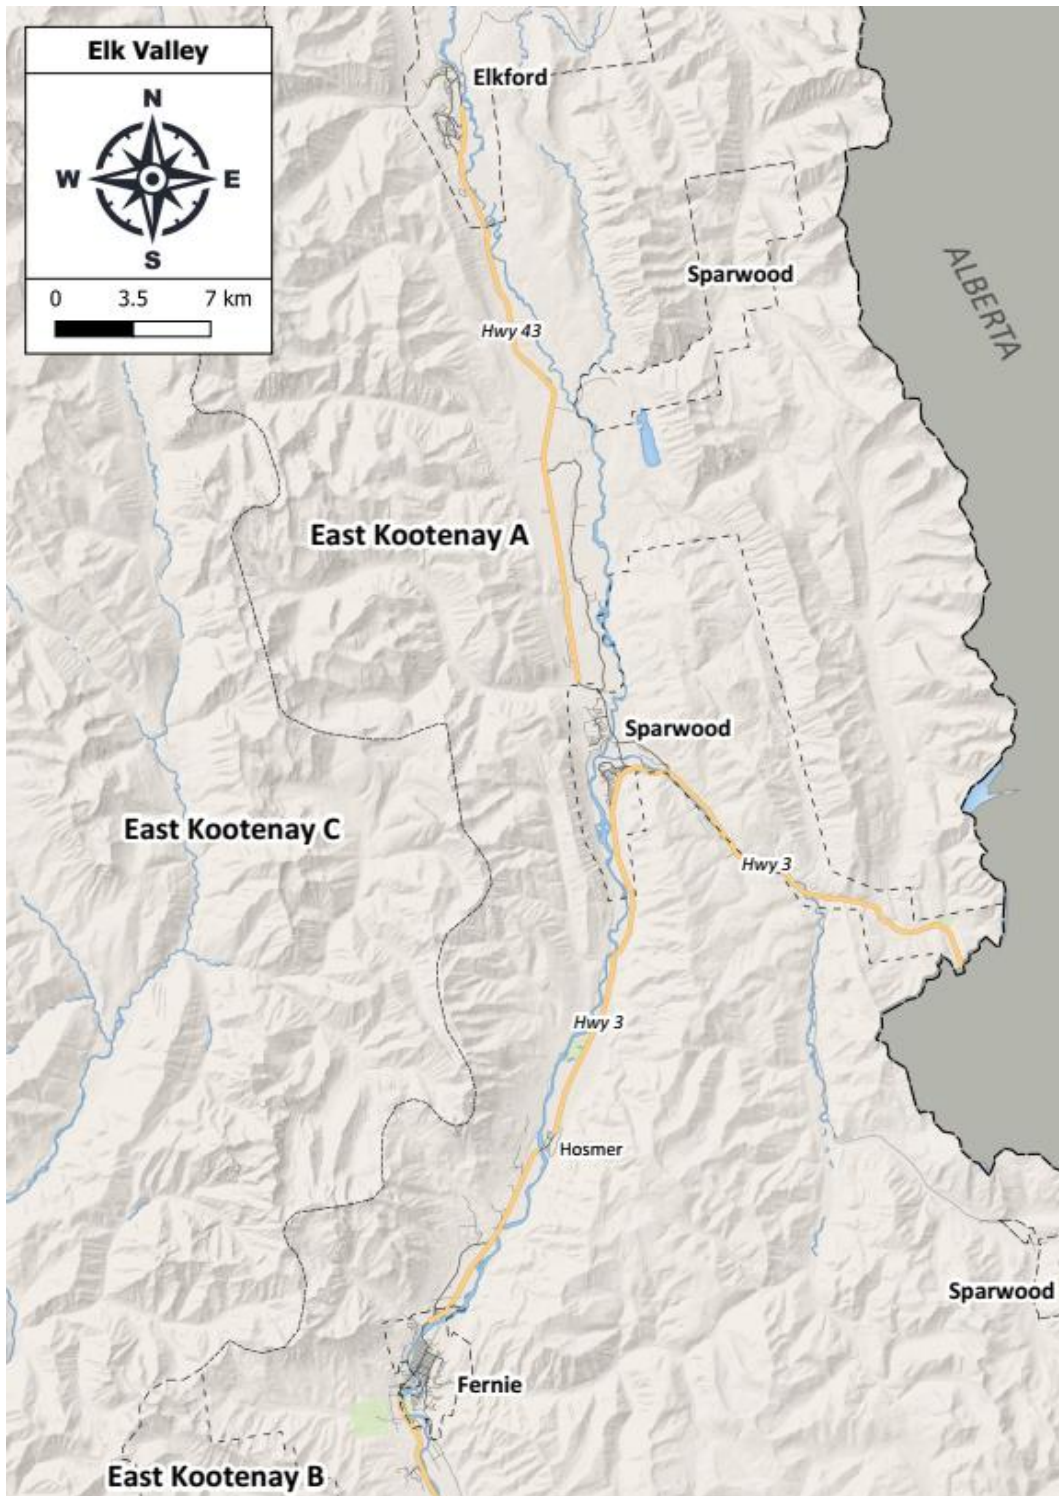 Elk Valley
N
W E
S
0 3.5 7 km
Elkford
Sparwood
ALBERTA
Hwy 43
East Kootenay A
Sparwood
East Kootenay C
Hwy 3
Hwy 3
Hosmer
Sparwood
Fernie
East Kootenay B